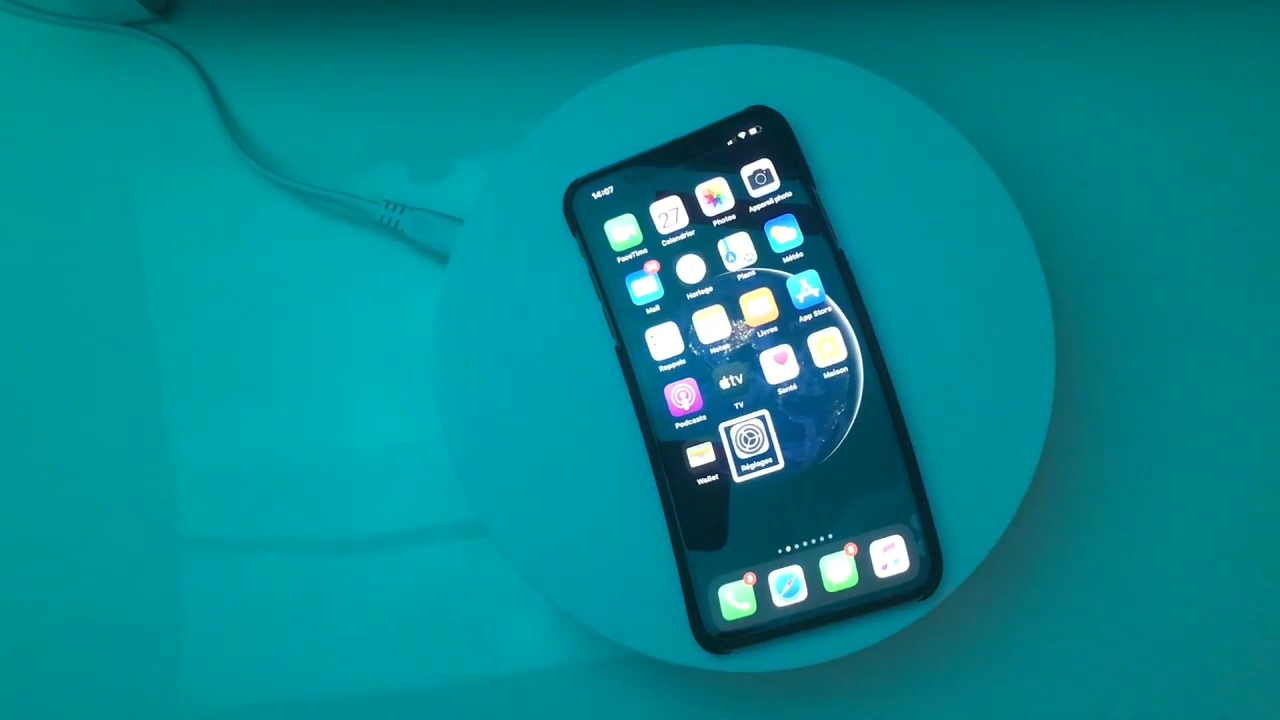 14:07
FaceTime
27
Calendrier
Photos
Appareil photo
Mail
Horloge
Plans
Météo
Rappels
Notes
Livres
App Store
Podcasts
tv
TV
Santé
Maison
Wallet
Réglages